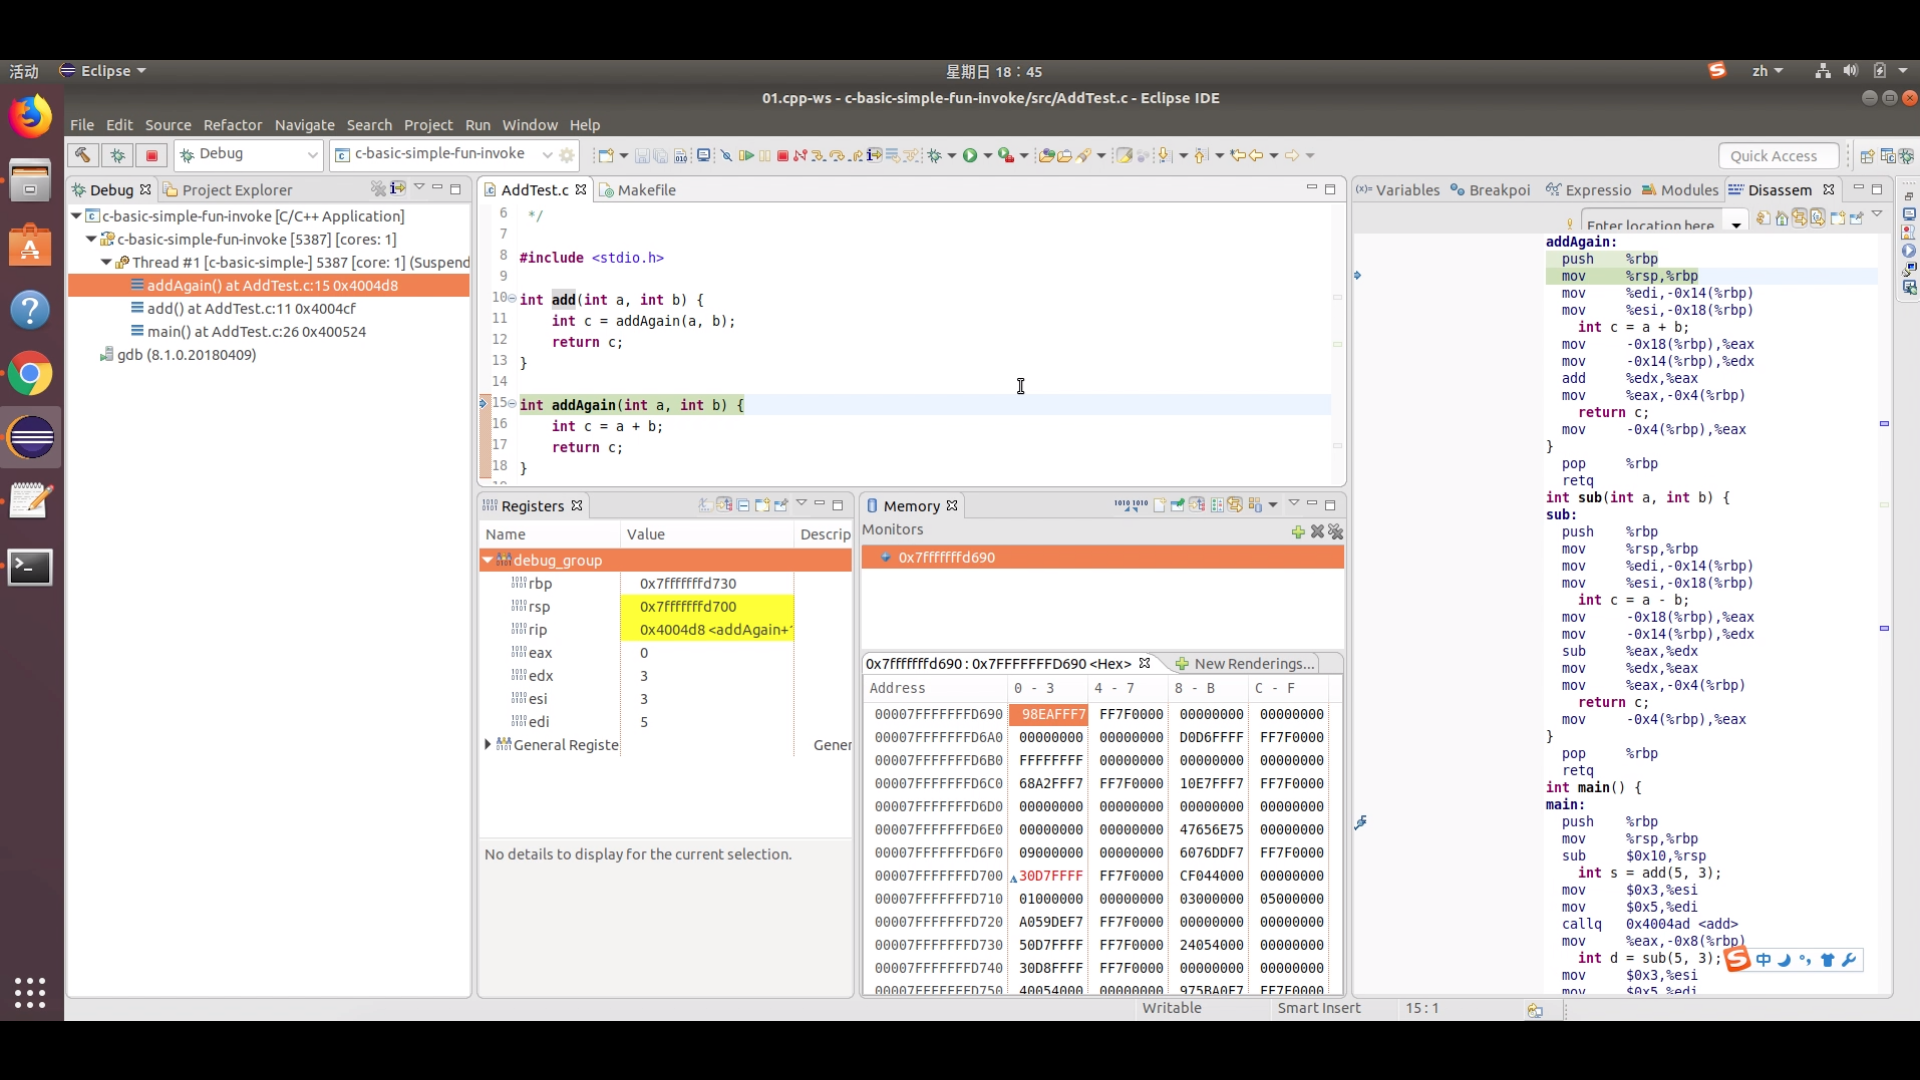 活动 Eclipse 星期日 18：45 zh
01.cpp-ws - c-basic-simple-fun-invoke/src/AddTest.c - Eclipse IDE
File Edit Source Refactor Navigate Search Project Run Window Help
Debug c-basic-simple-fun-invoke Quick Access
Debug Project Explorer
c-basic-simple-fun-invoke [C/C++ Application]
c-basic-simple-fun-invoke [5387] [cores: 1]
Thread #1 [c-basic-simple-] 5387 [core: 1] (Suspend
addAgain() at AddTest.c:15 0x4004d8
add() at AddTest.c:11 0x4004cf
main() at AddTest.c:26 0x400524
gdb (8.1.0.20180409)
AddTest.c Makefile
6 */
7
8 #include <stdio.h>
9
10 int add(int a, int b) {
11 int c = addAgain(a, b);
12 return c;
13 }
14
15 int addAgain(int a, int b) {
16 int c = a + b;
17 return c;
18 }
Registers
Name Value Descrip
debug_group
rbp 0x7fffffffd730
rsp 0x7fffffffd700
rip 0x4004d8 <addAgain+
eax 0
edx 3
esi 3
edi 5
General Registe Gener
No details to display for the current selection.
Memory
Monitors
0x7fffffffd690
0x7fffffffd690 : 0x7FFFFFFFD690 <Hex> New Renderings...
Address 0 - 3 4 - 7 8 - B C - F
00007FFFFFFFD690 98EAFFF7 FF7F0000 00000000 00000000
00007FFFFFFFD6A0 00000000 00000000 D0D6FFFF FF7F0000
00007FFFFFFFD6B0 FFFFFFFF 00000000 00000000 00000000
00007FFFFFFFD6C0 68A2FFF7 FF7F0000 10E7FFF7 FF7F0000
00007FFFFFFFD6D0 00000000 00000000 00000000 00000000
00007FFFFFFFD6E0 00000000 00000000 47656E75 00000000
00007FFFFFFFD6F0 09000000 00000000 6076DDF7 FF7F0000
00007FFFFFFFD700 30D7FFFF FF7F0000 CF044000 00000000
00007FFFFFFFD710 01000000 00000000 03000000 05000000
00007FFFFFFFD720 A059DEF7 FF7F0000 00000000 00000000
00007FFFFFFFD730 50D7FFFF FF7F0000 24054000 00000000
00007FFFFFFFD740 30D8FFFF FF7F0000 00000000 00000000
00007FFFFFFFD750 40054000 00000000 975BA0F7 FF7F0000
Variables Breakpoi Expressio Modules Disassem
Enter location here
addAgain:
push %rbp
mov %rsp,%rbp
mov %edi,-0x14(%rbp)
mov %esi,-0x18(%rbp)
int c = a + b;
mov -0x18(%rbp),%eax
mov -0x14(%rbp),%edx
add %edx,%eax
mov %eax,-0x4(%rbp)
return c;
mov -0x4(%rbp),%eax
}
pop %rbp
retq
int sub(int a, int b) {
sub:
push %rbp
mov %rsp,%rbp
mov %edi,-0x14(%rbp)
mov %esi,-0x18(%rbp)
int c = a - b;
mov -0x18(%rbp),%eax
mov -0x14(%rbp),%edx
sub %eax,%edx
mov %edx,%eax
mov %eax,-0x4(%rbp)
return c;
mov -0x4(%rbp),%eax
}
pop %rbp
retq
int main() {
main:
push %rbp
mov %rsp,%rbp
sub $0x10,%rsp
int s = add(5, 3);
mov $0x3,%esi
mov $0x5,%edi
callq 0x4004ad <add>
mov %eax,-0x8(%rbp)
int d = sub(5, 3);
mov $0x3,%esi
mov $0x5,%edi
中
Writable Smart Insert 15 : 1